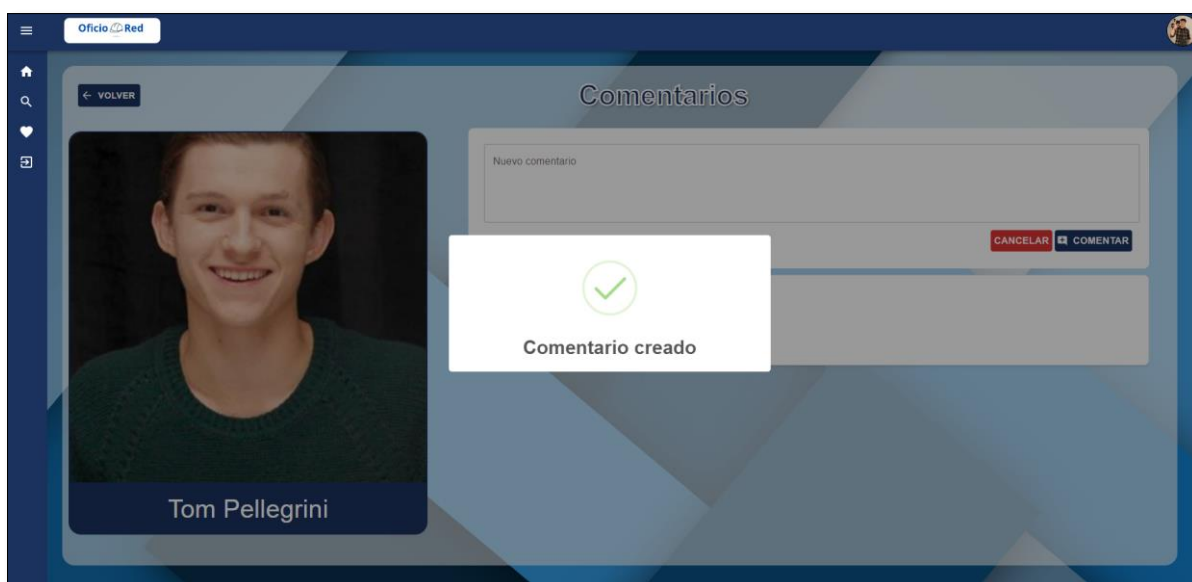 Oficio Red
VOLVER
Comentarios
Nuevo comentario
CANCELAR
COMENTAR
Comentario creado
Tom Pellegrini